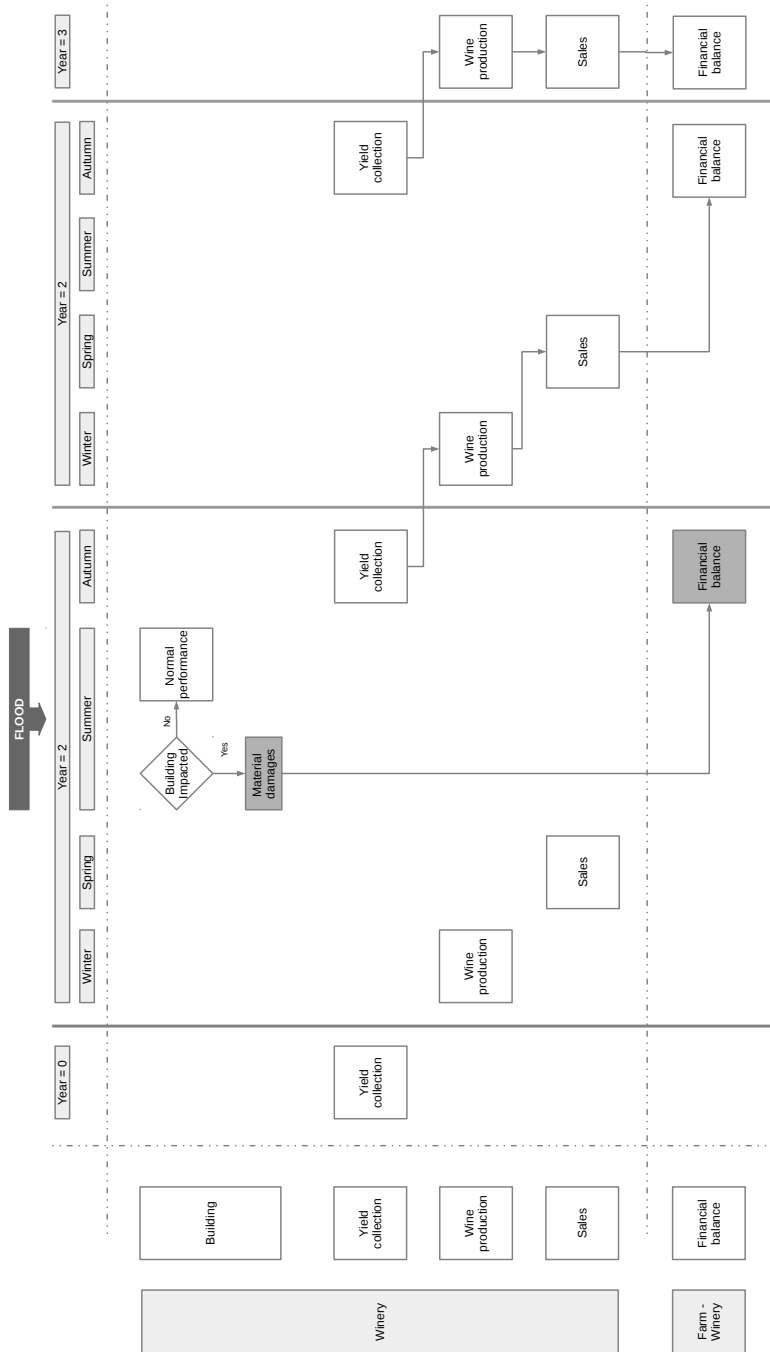 FLOOD
Year = 0
Year = 2
Year = 2
Year = 3
Winter
Spring
Summer
Autumn
Winter
Spring
Summer
Autumn
Winery
Building
Building
Impacted
No
Normal
performance
Yes
Material
damages
Yield
collection
Yield
collection
Yield
collection
Yield
collection
Wine
production
Wine
production
Wine
production
Wine
production
Sales
Sales
Sales
Sales
Farm -
Winery
Financial
balance
Financial
balance
Financial
balance
Financial
balance